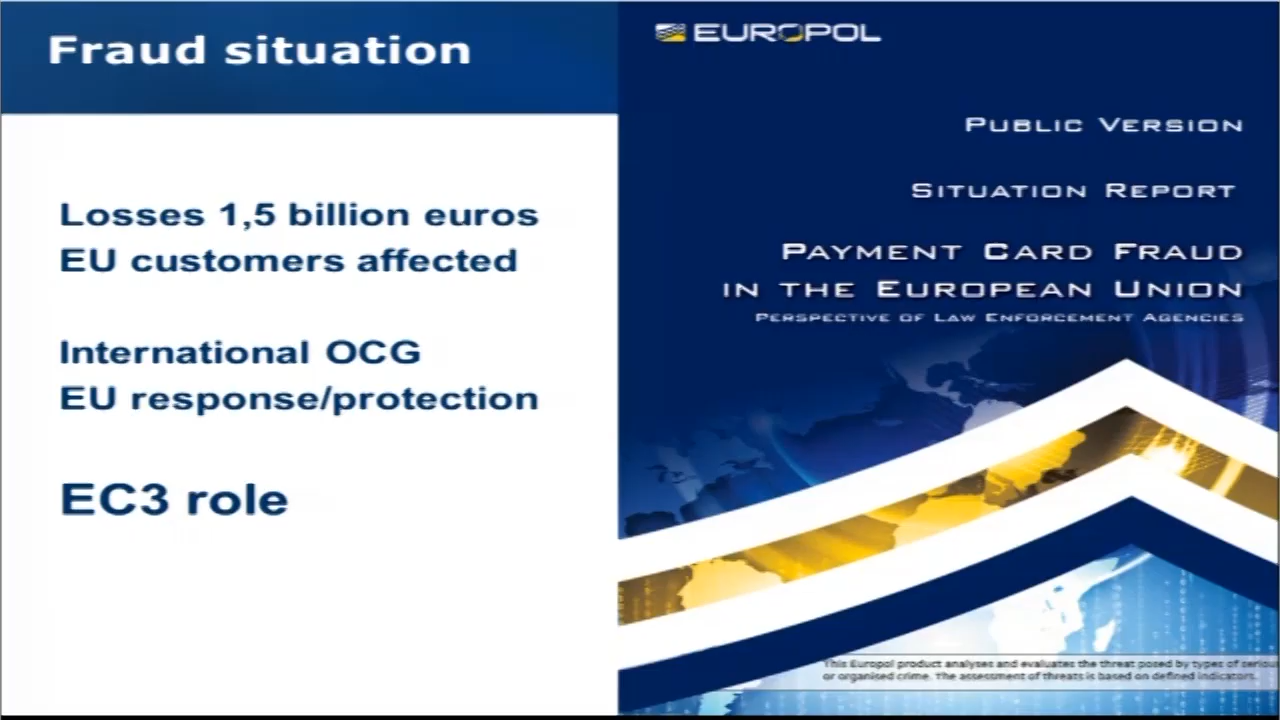 Fraud situation
Losses 1,5 billion euros
EU customers affected
International OCG
EU response/protection
EC3 role
EUROPOL
PUBLIC VERSION
SITUATION REPORT
PAYMENT CARD FRAUD
IN THE EUROPEAN UNION
PERSPECTIVE OF LAW ENFORCEMENT AGENCIES
This Europol product analyses and evaluates the threat posed by types of seriou
or organised crime. The assessment of threats is based on defined indicators.